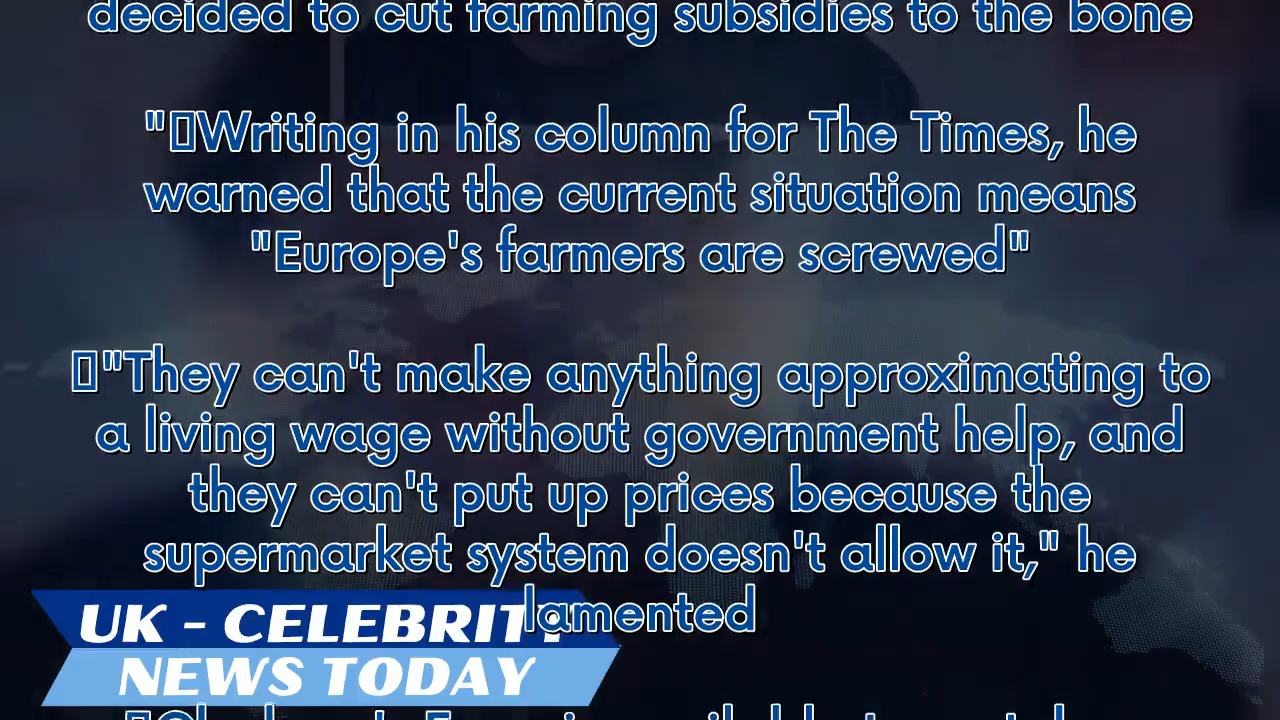 decided to cut farming subsidies to the bone
"▯Writing in his column for The Times, he
warned that the current situation means
"Europe's farmers are screwed"
▯"They can't make anything approximating to
a living wage without government help, and
they can't put up prices because the
supermarket system doesn't allow it," he
lamented
UK - CELEBRITY
NEWS TODAY